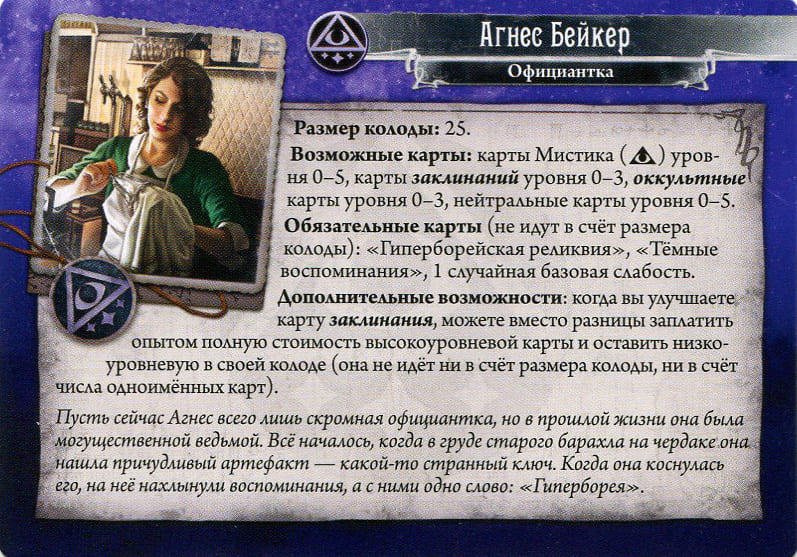 Агнес Бейкер
Официантка
Размер колоды: 25.
Возможные карты: карты Мистика ( ) уров-
ня 0–5, карты заклинаний уровня 0–3, оккультные
карты уровня 0–3, нейтральные карты уровня 0–5.
Обязательные карты (не идут в счёт размера
колоды): «Гиперборейская реликвия», «Тёмные
воспоминания», 1 случайная базовая слабость.
Дополнительные возможности: когда вы улучшаете
карту заклинания, можете вместо разницы заплатить
опытом полную стоимость высокоуровневой карты и оставить низко-
уровневую в своей колоде (она не идёт ни в счёт размера колоды, ни в счёт
числа одноимённых карт).
Пусть сейчас Агнес всего лишь скромная официантка, но в прошлой жизни она была
могущественной ведьмой. Всё началось, когда в груде старого барахла на чердаке она
нашла причудливый артефакт — какой-то странный ключ. Когда она коснулась
его, на неё нахлынули воспоминания, а с ними одно слово: «Гиперборея».